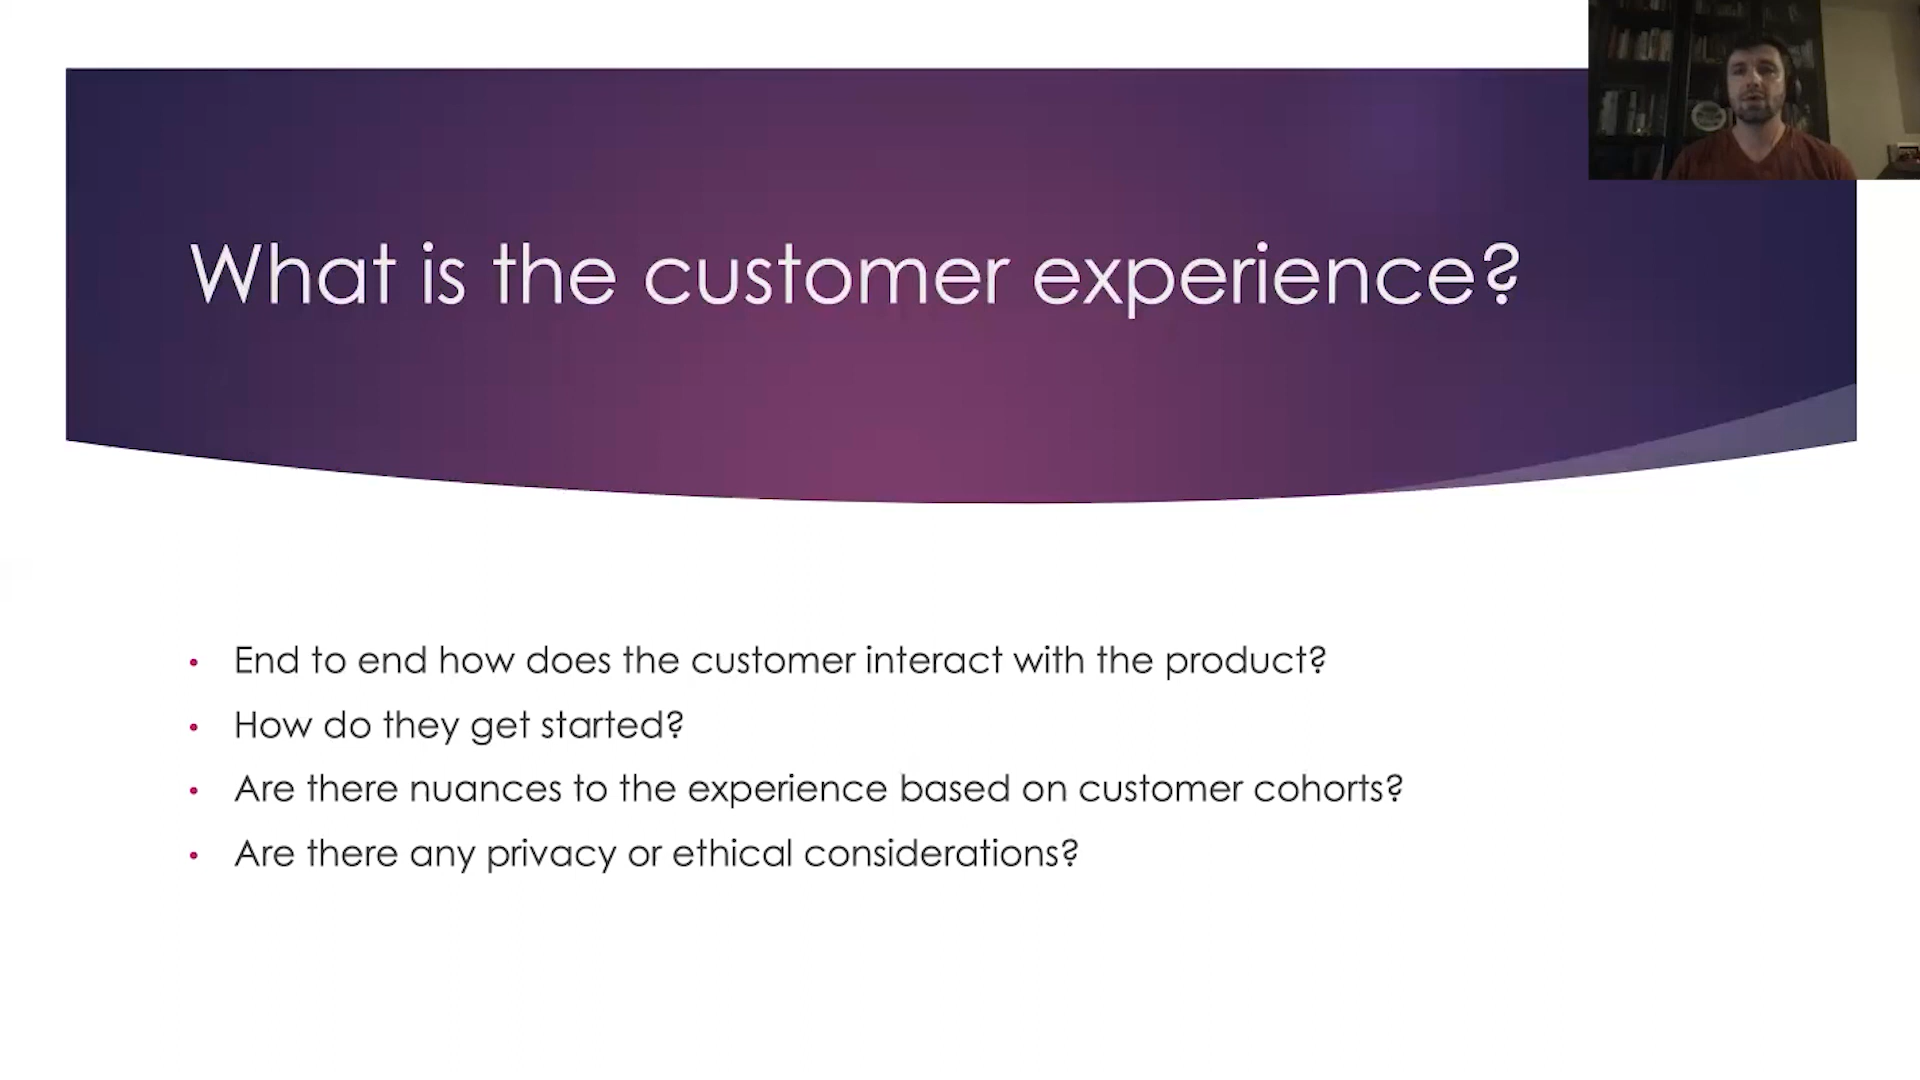 What is the customer experience?
• End to end how does the customer interact with the product?
• How do they get started?
• Are there nuances to the experience based on customer cohorts?
• Are there any privacy or ethical considerations?